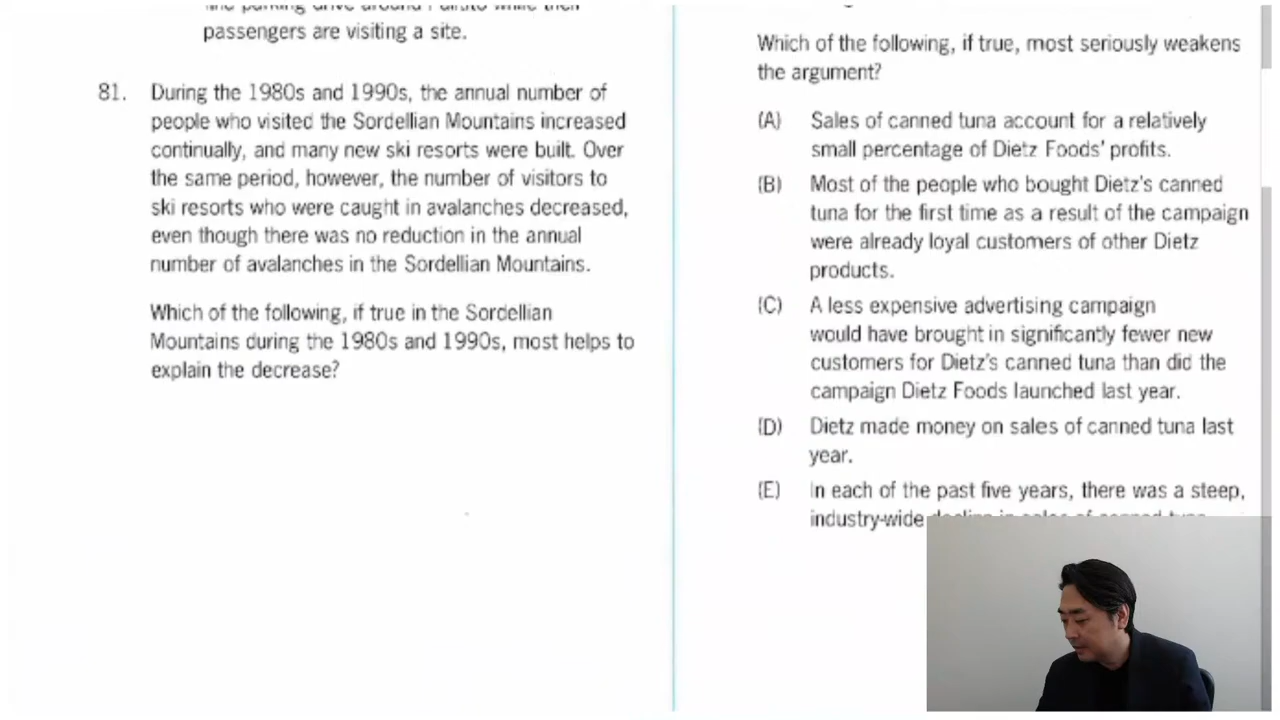 passengers are visiting a site.
81. During the 1980s and 1990s, the annual number of
people who visited the Sordellian Mountains increased
continually, and many new ski resorts were built. Over
the same period, however, the number of visitors to
ski resorts who were caught in avalanches decreased,
even though there was no reduction in the annual
number of avalanches in the Sordellian Mountains.
Which of the following, if true in the Sordellian
Mountains during the 1980s and 1990s, most helps to
explain the decrease?
Which of the following, if true, most seriously weakens
the argument?
(A) Sales of canned tuna account for a relatively
small percentage of Dietz Foods' profits.
(B) Most of the people who bought Dietz's canned
tuna for the first time as a result of the campaign
were already loyal customers of other Dietz
products.
(C) A less expensive advertising campaign
would have brought in significantly fewer new
customers for Dietz's canned tuna than did the
campaign Dietz Foods launched last year.
(D) Dietz made money on sales of canned tuna last
year.
(E) In each of the past five years, there was a steep,
industry-wide